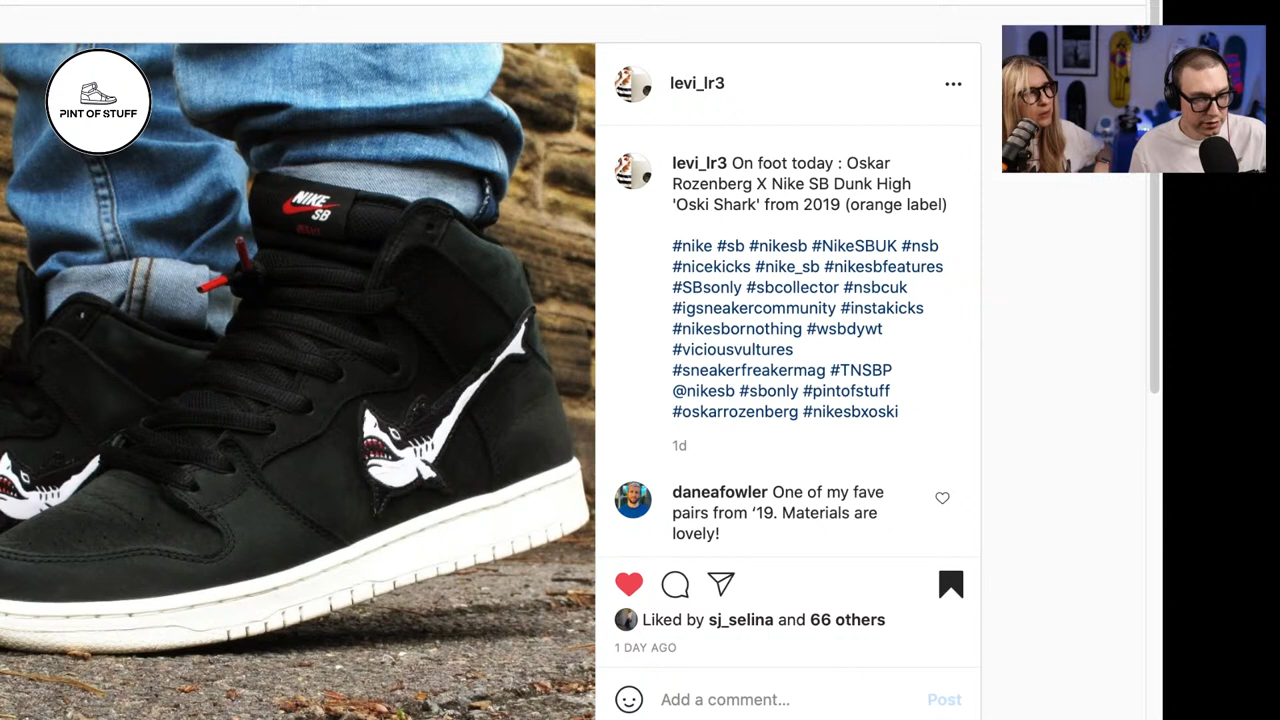 PINT OF STUFF
NIKE
SB
levi_lr3
levi_lr3 On foot today : Oskar
Rozenberg X Nike SB Dunk High
'Oski Shark' from 2019 (orange label)
#nike #sb #nikesb #NikeSBUK #nsb
#nicekicks #nike_sb #nikesbfeatures
#SBsonly #sbcollector #nsbcuk
#igsneakercommunity #instakicks
#nikesbornothing #wsbdywt
#viciousvultures
#sneakerfreakermag #TNSBP
@nikesb #sbonly #pintofstuff
#oskarrozenberg #nikesbxoski
1d
daneafowler One of my fave
pairs from ‘19. Materials are
lovely!
Liked by sj_selina and 66 others
1 DAY AGO
Add a comment...
Post